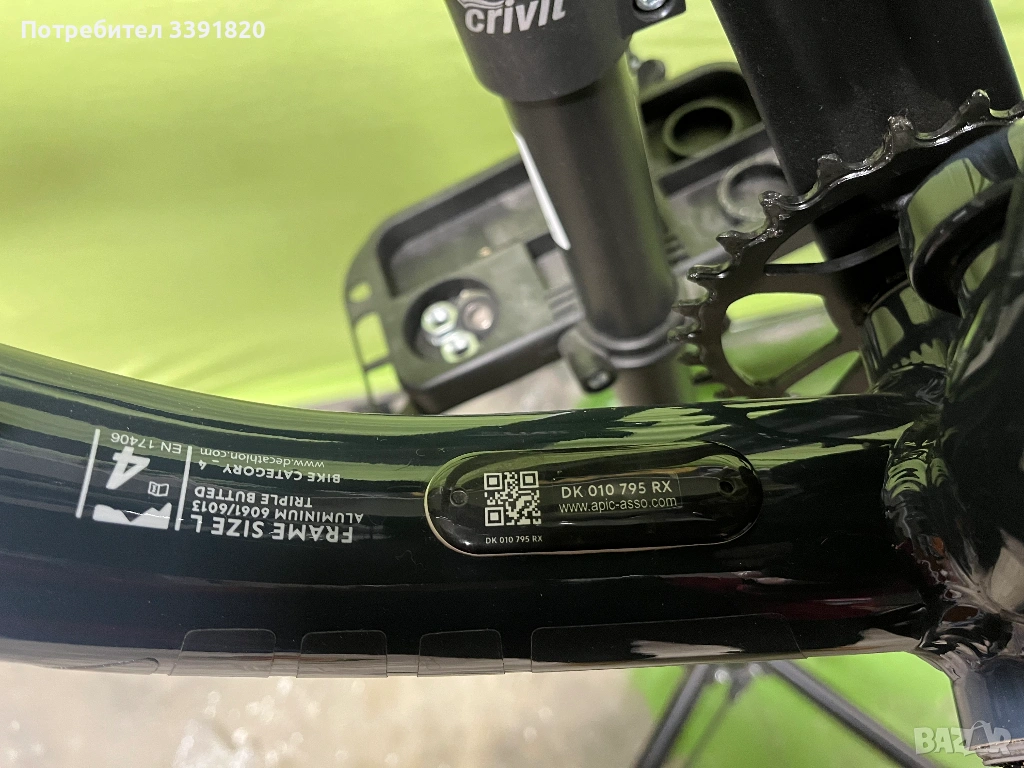 Потребител 3391820
crivit
FRAME SIZE L
ALUMINIUM 6061/6013
TRIPLE BUTTED
BIKE CATEGORY - 4
www.decathlon.com
4
EN 17406
DK 010 795 RX
www.apic-asso.com
DK 010 795 RX
BAZAR